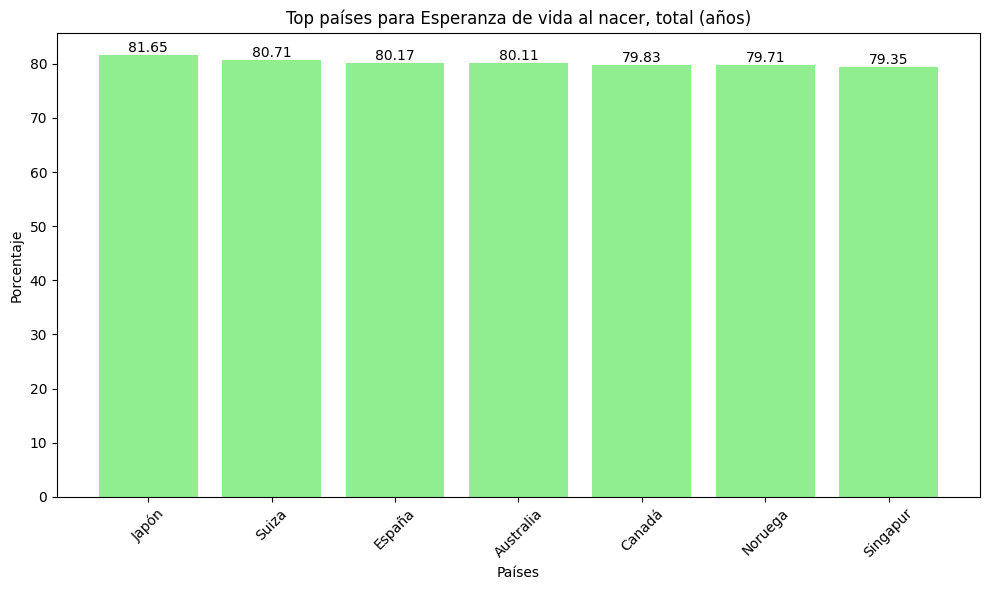 Top países para Esperanza de vida al nacer, total (años)
81.65
80.71
80.17
80.11
79.83
79.71
79.35
80
70
60
50
40
30
20
10
0
Porcentaje
Japón
Suiza
España
Australia
Canadá
Noruega
Singapur
Países